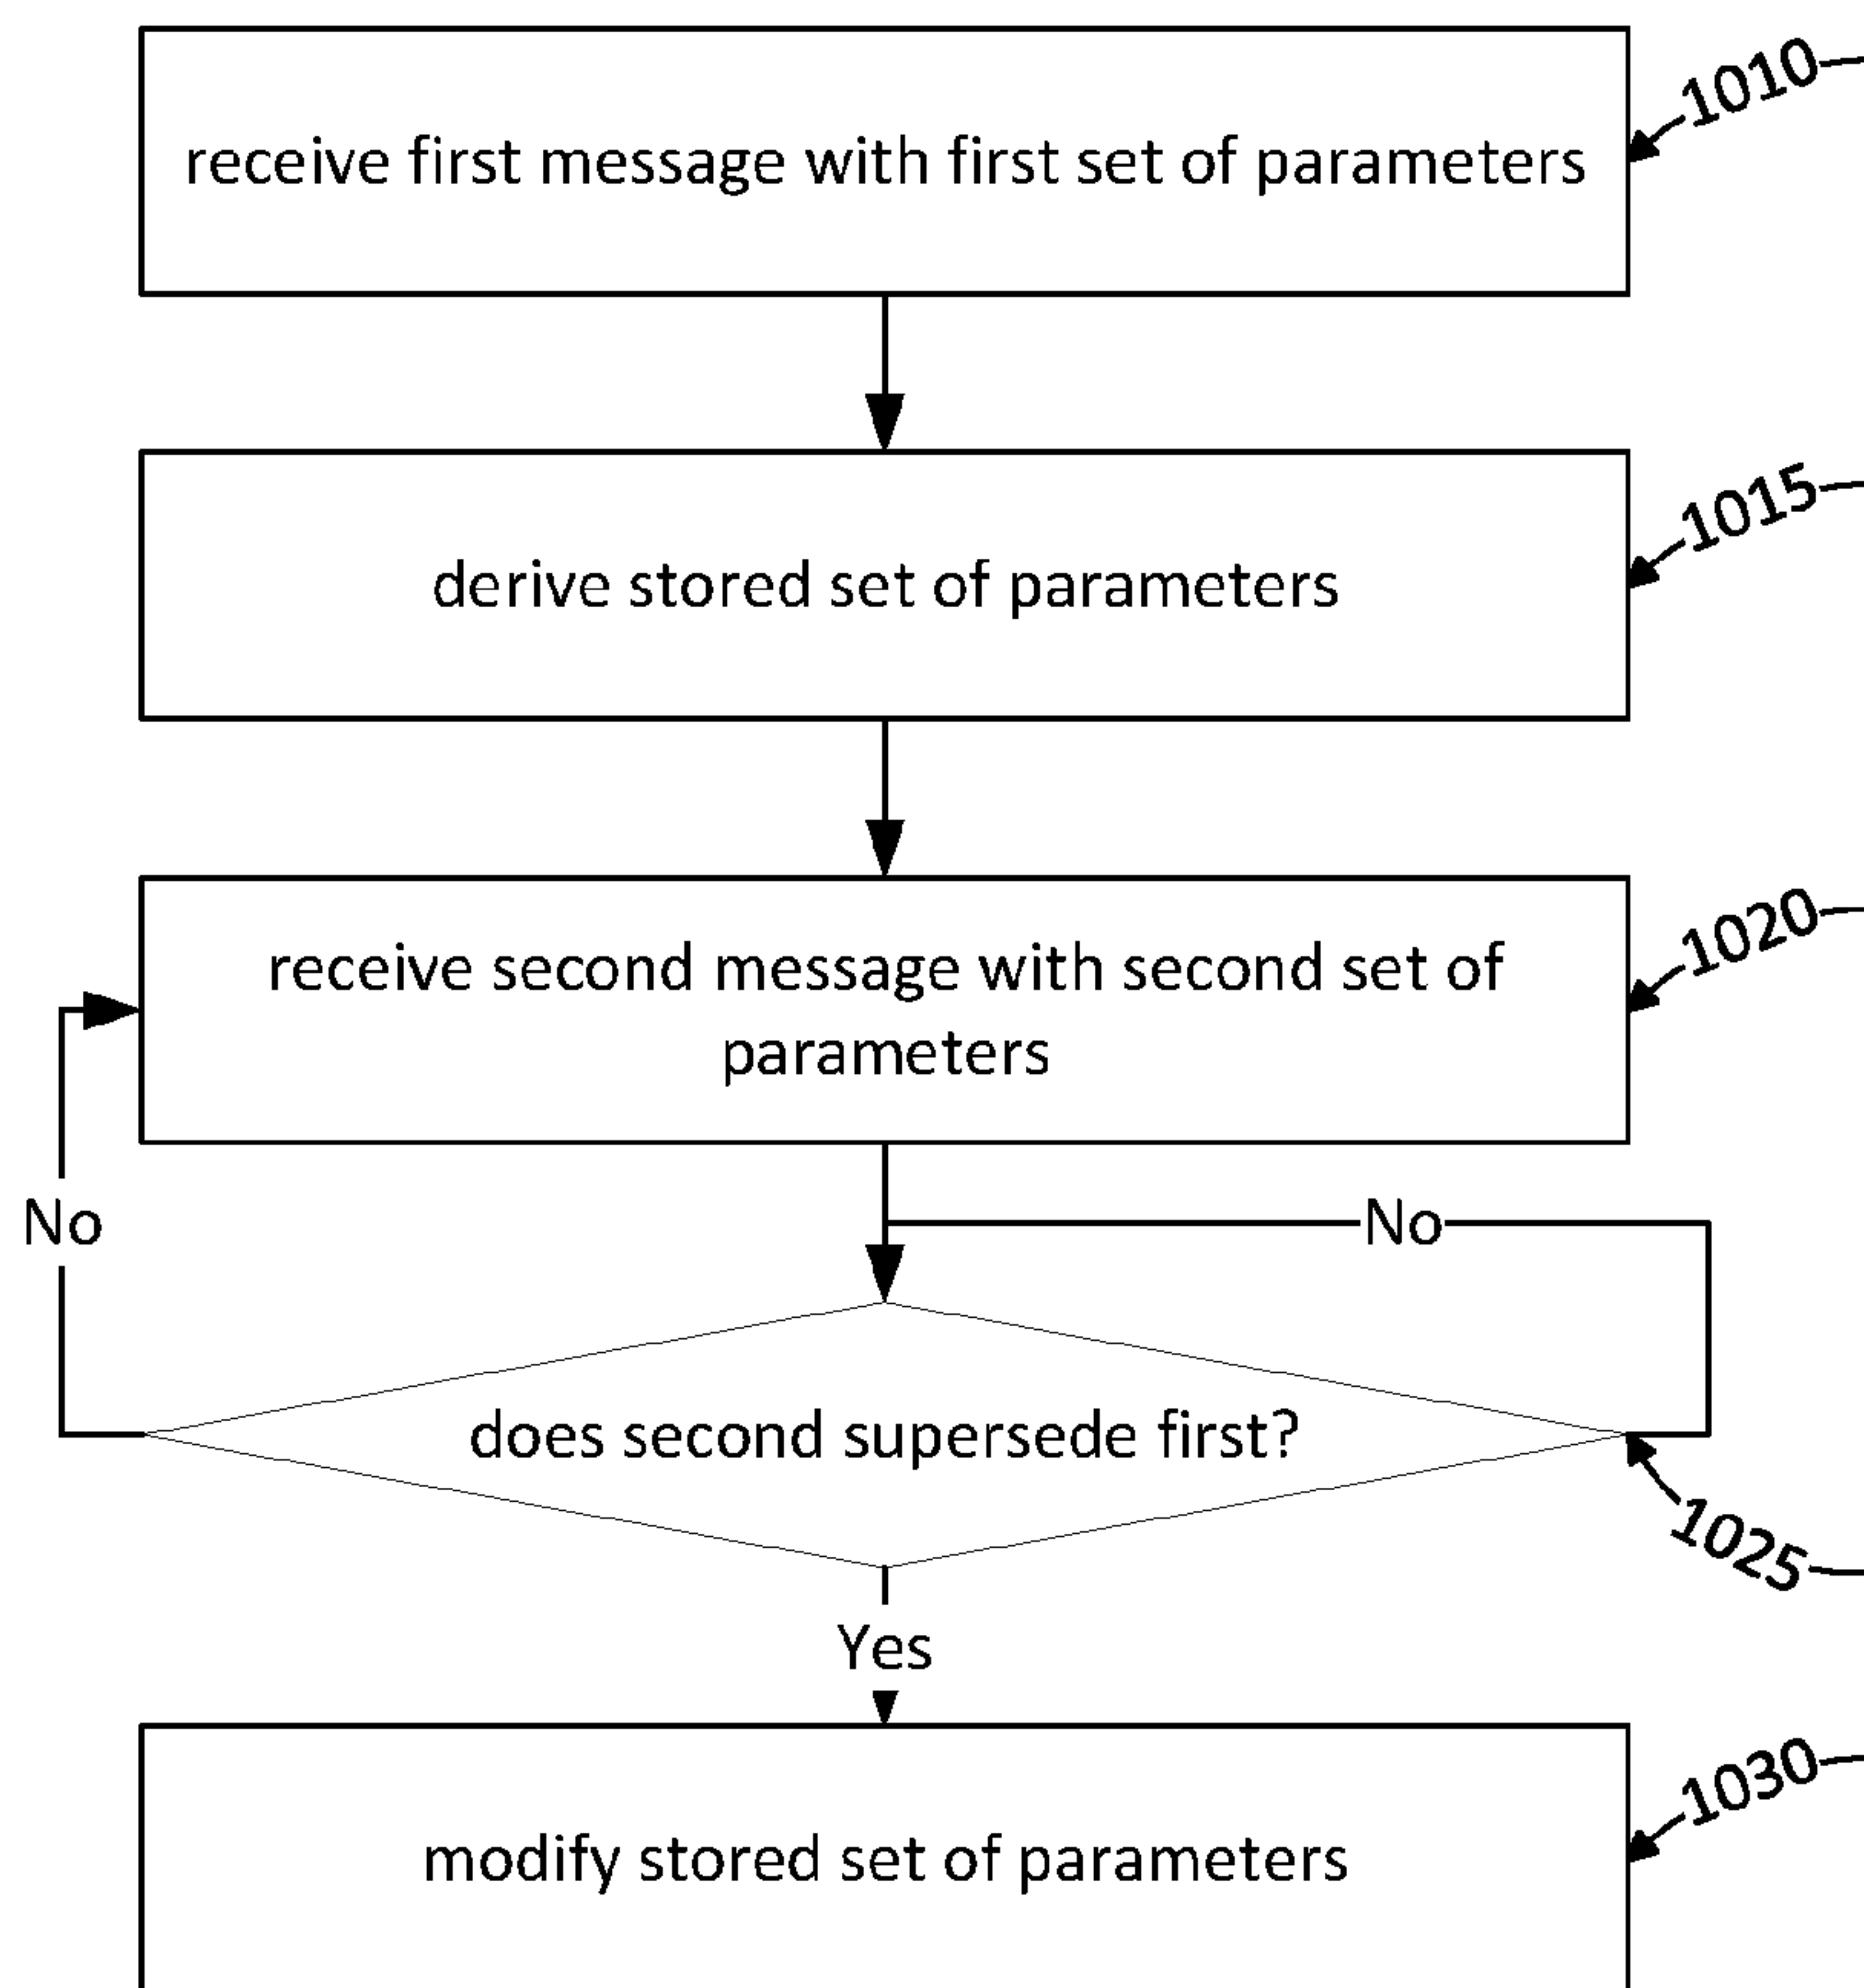 receive first message with first set of parameters
1010
derive stored set of parameters
1015
receive second message with second set of
parameters
1020
No
No
does second supersede first?
1025
Yes
modify stored set of parameters
1030